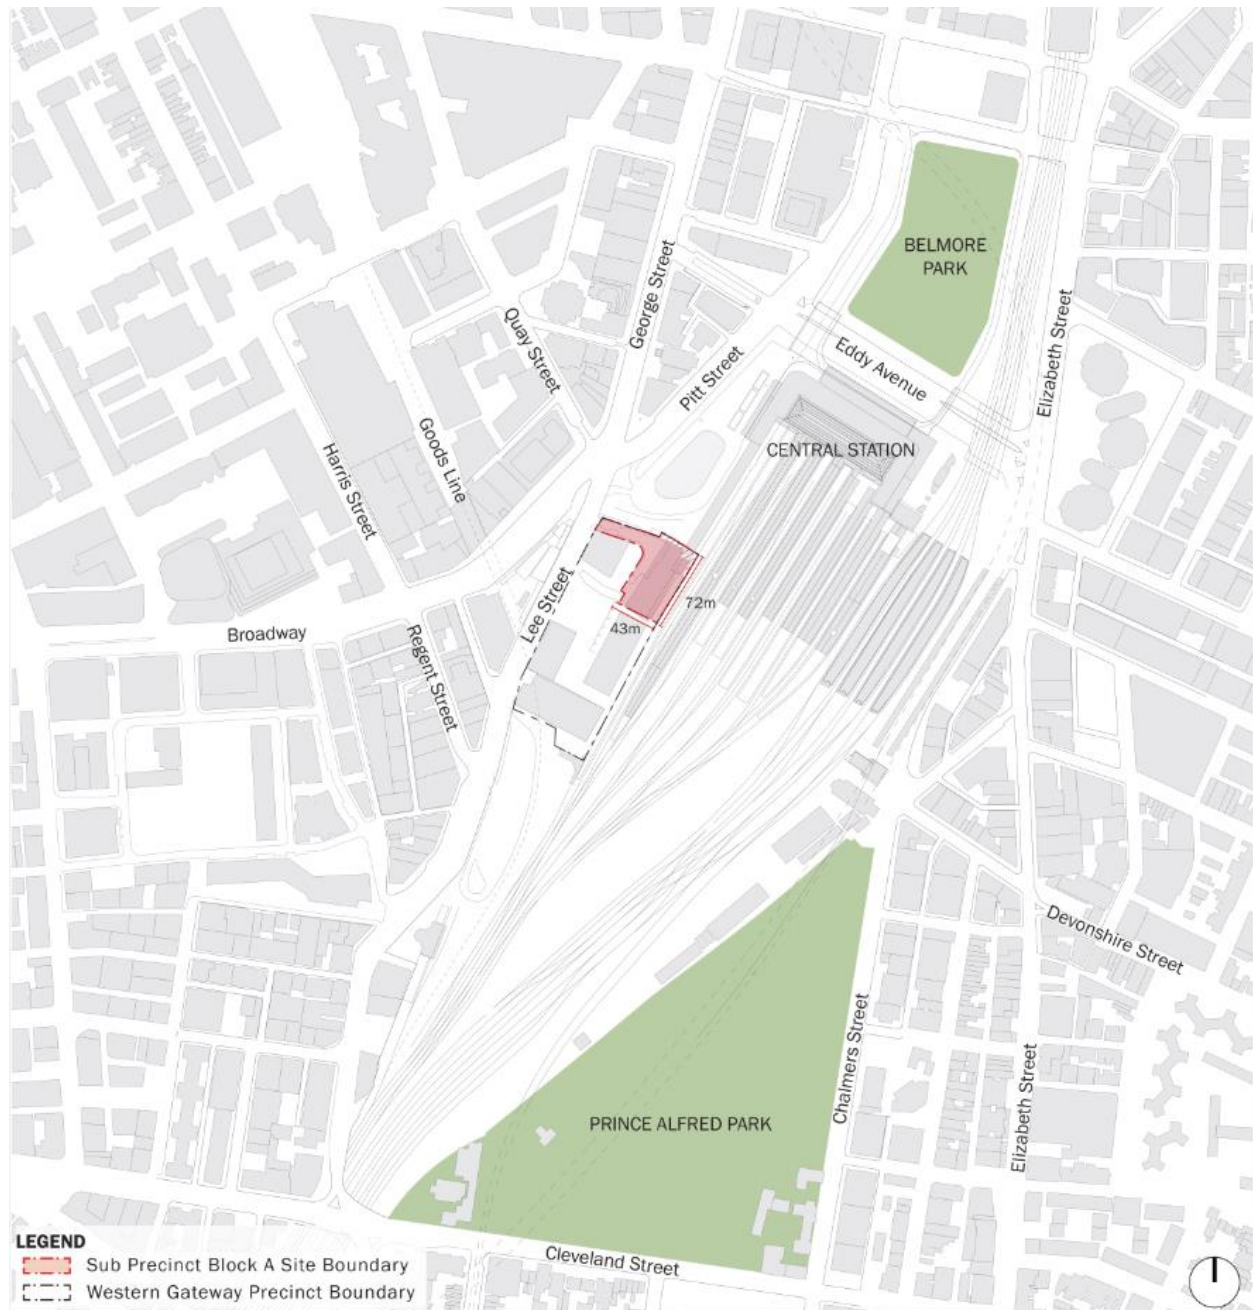 BELMORE
PARK
George Street
Elizabeth Street
Quay Street
Eddy Avenue
Pitt Street
CENTRAL STATION
Goods Line
Harris Street
Lee Street
72m
43m
Broadway
Regent Street
Devonshire Street
Chalmers Street
Elizabeth Street
PRINCE ALFRED PARK
Cleveland Street
LEGEND
Sub Precinct Block A Site Boundary
Western Gateway Precinct Boundary